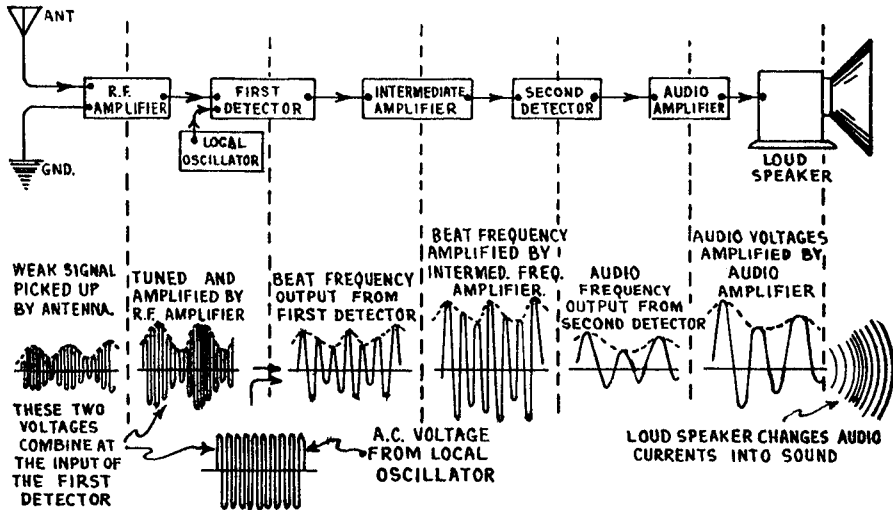 ANT
R.F.
AMPLIFIER
FIRST
DETECTOR
INTERMEDIATE
AMPLIFIER
SECOND
DETECTOR
AUDIO
AMPLIFIER
LOCAL
OSCILLATOR
GND.
LOUD
SPEAKER
WEAK SIGNAL
PICKED UP
BY ANTENNA.
TUNED AND
AMPLIFIED BY
R.F. AMPLIFIER
BEAT FREQUENCY
OUTPUT FROM
FIRST DETECTOR
BEAT FREQUENCY
AMPLIFIED BY
INTERMED. FREQ.
AMPLIFIER.
AUDIO
FREQUENCY
OUTPUT FROM
SECOND DETECTOR
AUDIO VOLTAGES
AMPLIFIED BY
AUDIO
AMPLIFIER
THESE TWO
VOLTAGES
COMBINE AT
THE INPUT OF
THE FIRST
DETECTOR
A.C. VOLTAGE
FROM LOCAL
OSCILLATOR
LOUD SPEAKER CHANGES AUDIO
CURRENTS INTO SOUND